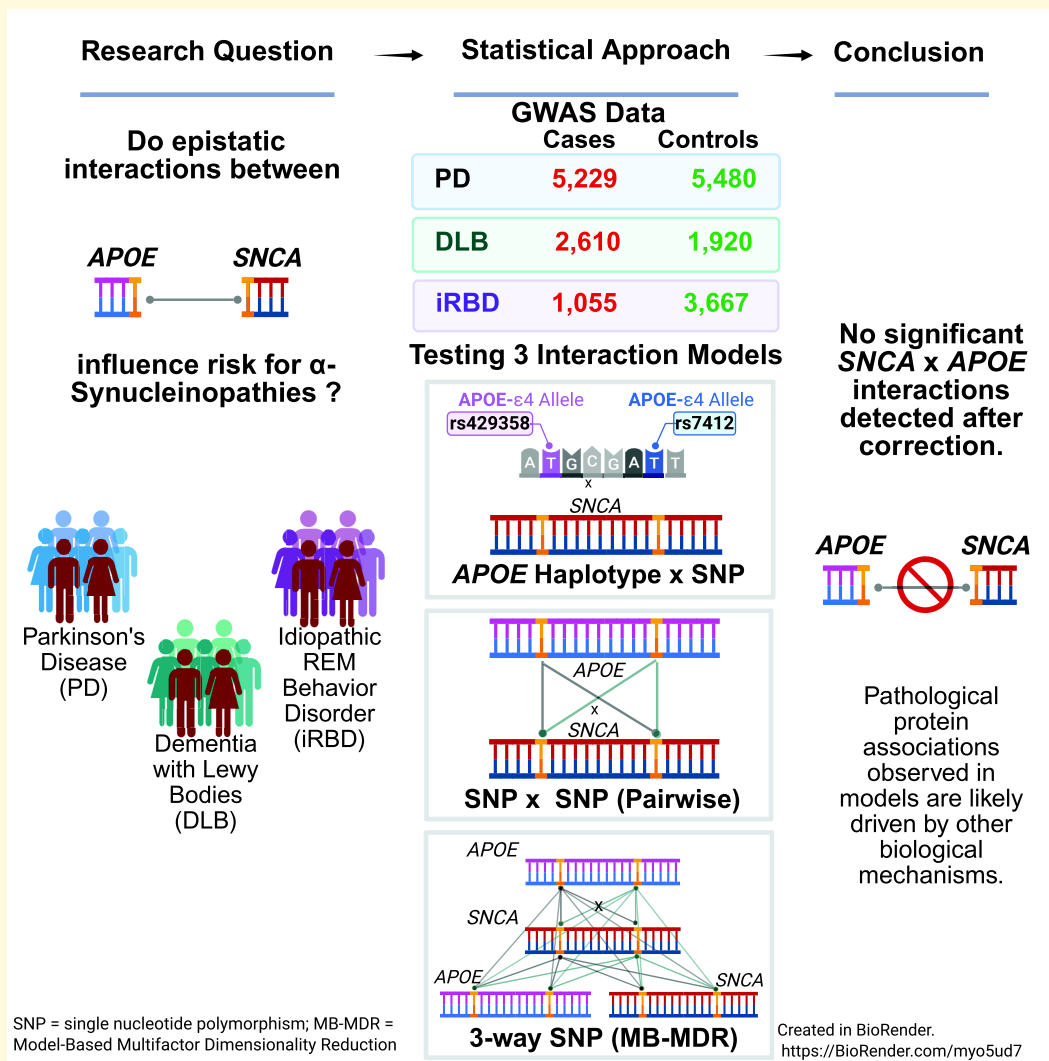 Research Question
Statistical Approach
Conclusion
Do epistatic
interactions between
APOE
SNCA
influence risk for α-
Synucleinopathies ?
Parkinson's
Disease
(PD)
Dementia
with Lewy
Bodies
(DLB)
Idiopathic
REM
Behavior
Disorder
(iRBD)
GWAS Data
Cases Controls
PD 5,229 5,480
DLB 2,610 1,920
iRBD 1,055 3,667
Testing 3 Interaction Models
APOE-ε4 Allele APOE-ε4 Allele
rs429358 rs7412
A T G C G A T T
x
SNCA
APOE Haplotype x SNP
APOE
x
SNCA
SNP x SNP (Pairwise)
APOE
x
SNCA
APOE SNCA
3-way SNP (MB-MDR)
No significant
SNCA x APOE
interactions
detected after
correction.
APOE SNCA
Pathological
protein
associations
observed in
models are likely
driven by other
biological
mechanisms.
SNP = single nucleotide polymorphism; MB-MDR =
Model-Based Multifactor Dimensionality Reduction
Created in BioRender.
https://BioRender.com/myo5ud7